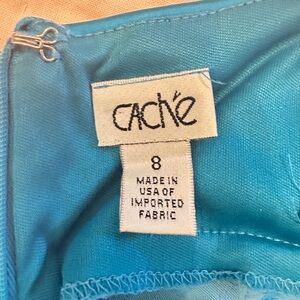 CACHÉ
8
MADE IN
USA OF
IMPORTED
FABRIC